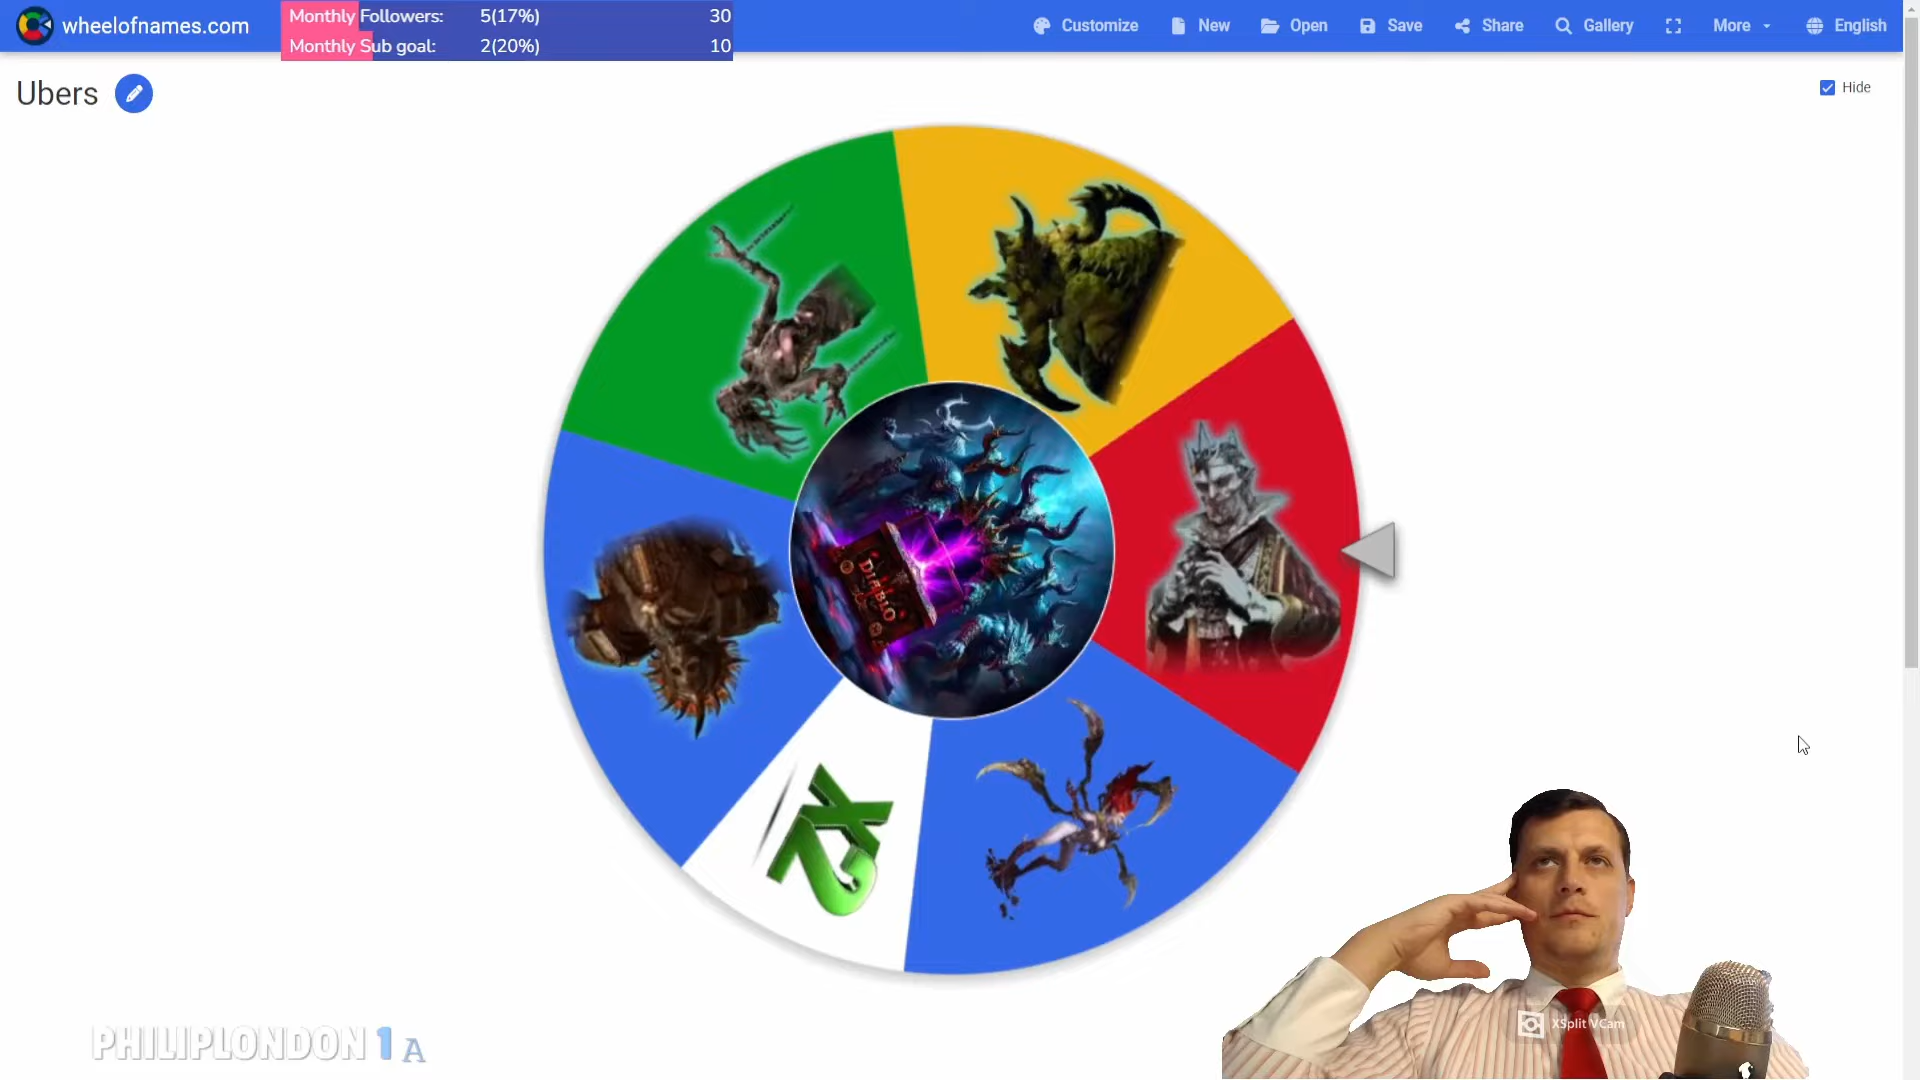 wheelofnames.com
Monthly Followers: 5(17%) 30
Monthly Sub goal: 2(20%) 10
Customize New Open Save Share Gallery More English
Ubers
Hide
DIABLO
X2
XSplit VCam
PHILIPLONDON 1 A